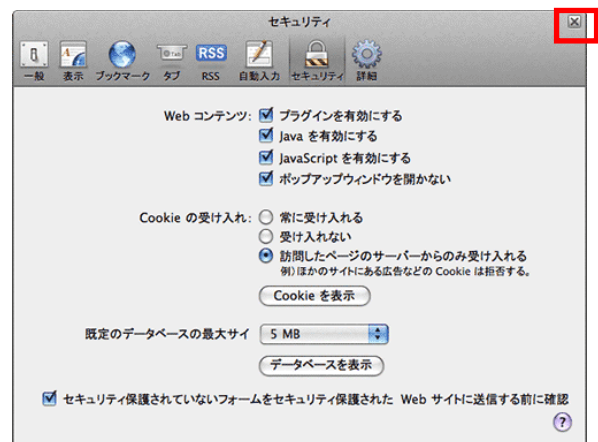 セキュリティ
一般 表示 ブックマーク タブ RSS 自動入力 セキュリティ 詳細
Web コンテンツ: プラグインを有効にする
Java を有効にする
JavaScript を有効にする
ポップアップウィンドウを開かない
Cookie の受け入れ: 常に受け入れる
受け入れない
訪問したページのサーバーからのみ受け入れる
例) ほかのサイトにある広告などの Cookie は拒否する。
Cookie を表示
既定のデータベースの最大サイ 5 MB
データベースを表示
セキュリティ保護されていないフォームをセキュリティ保護された Web サイトに送信する前に確認
?